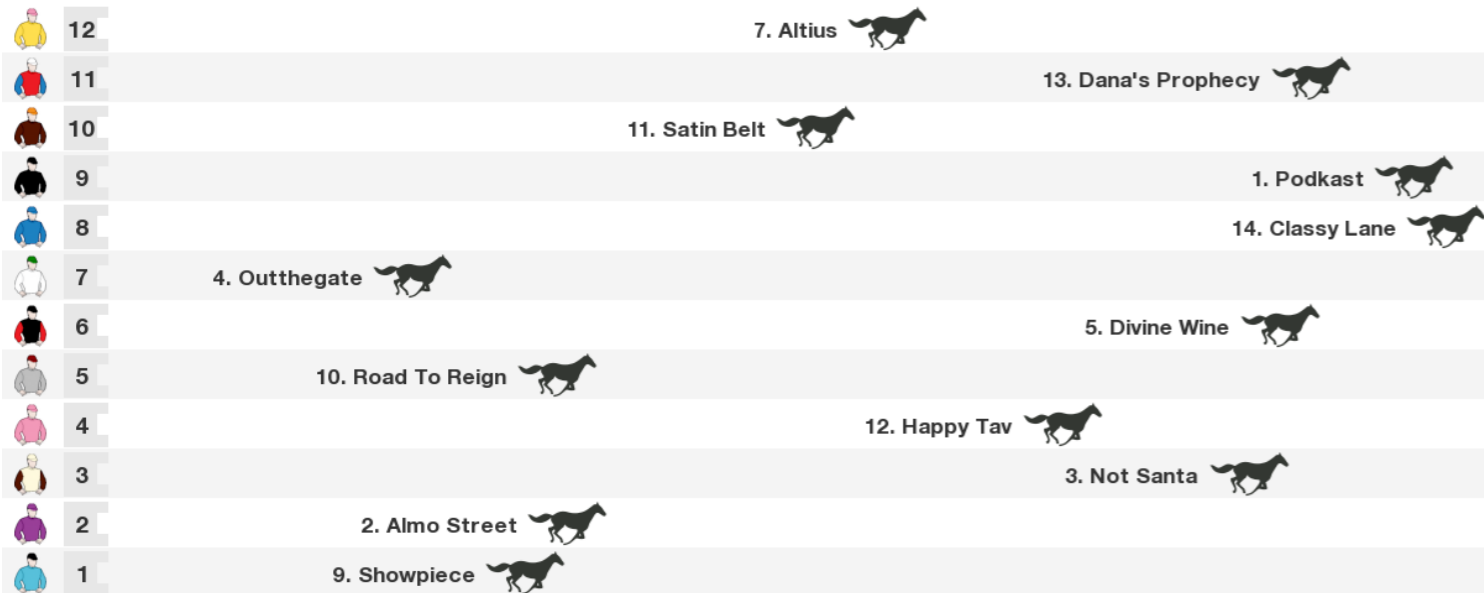 12 7. Altius
11 13. Dana's Prophecy
10 11. Satin Belt
9 1. Podkast
8 14. Classy Lane
7 4. Outthegate
6 5. Divine Wine
5 10. Road To Reign
4 12. Happy Tav
3 3. Not Santa
2 2. Almo Street
1 9. Showpiece